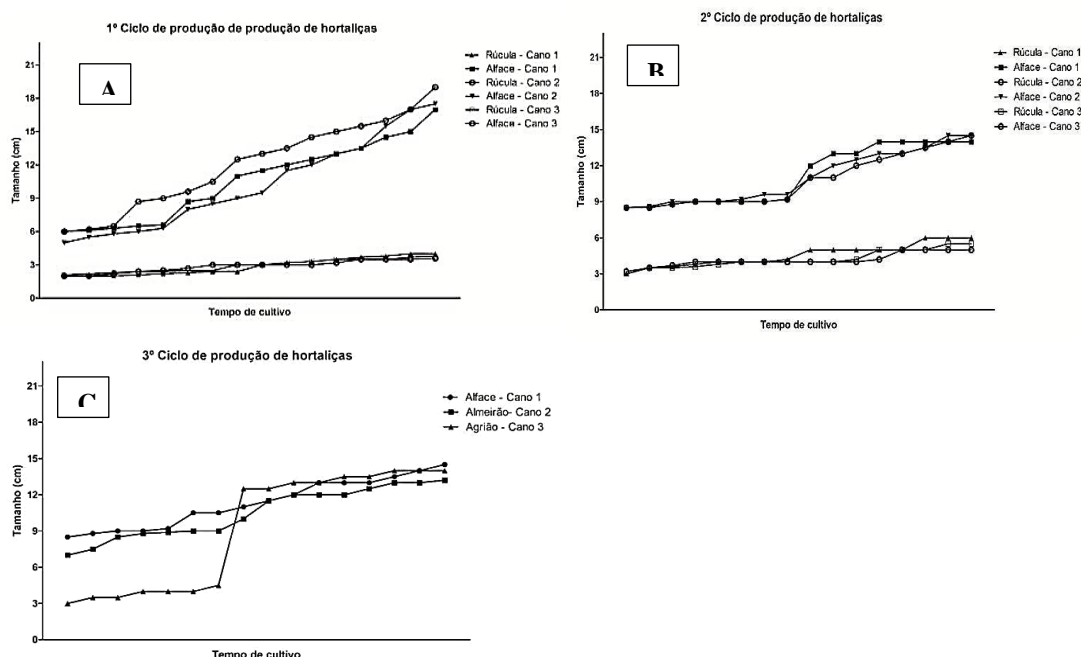 1º Ciclo de produção de produção de hortaliças
A
Tamanho (cm)
21
18
15
12
9
6
3
0
Tempo de cultivo
Rúcula - Cano 1
Alface - Cano 1
Rúcula - Cano 2
Alface - Cano 2
Rúcula - Cano 3
Alface - Cano 3
2º Ciclo de produção de hortaliças
B
Tamanho (cm)
21
18
15
12
9
6
3
0
Tempo de cultivo
Rúcula - Cano 1
Alface - Cano 1
Rúcula - Cano 2
Alface - Cano 2
Rúcula - Cano 3
Alface - Cano 3
3º Ciclo de produção de hortaliças
C
Tamanho (cm)
21
18
15
12
9
6
3
0
Tempo de cultivo
Alface - Cano 1
Almeirão- Cano 2
Agrião - Cano 3